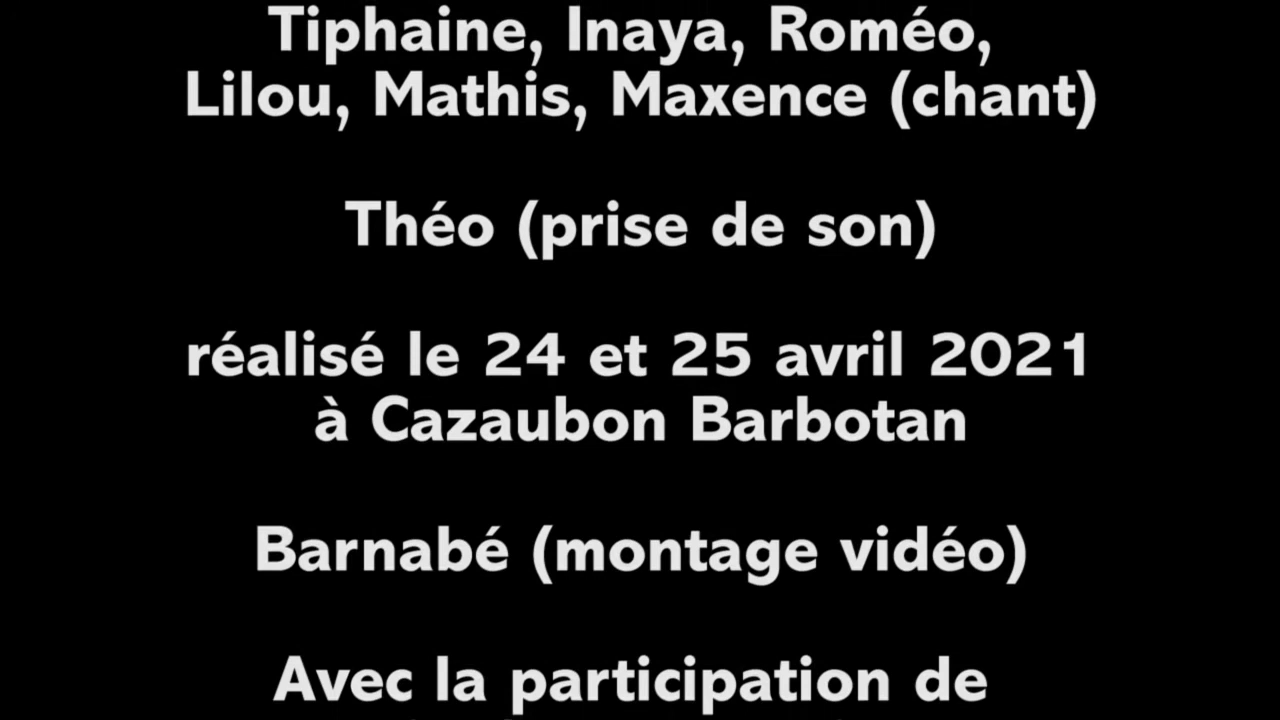 Tiphaine, Inaya, Roméo,
Lilou, Mathis, Maxence (chant)
Théo (prise de son)
réalisé le 24 et 25 avril 2021
à Cazaubon Barbotan
Barnabé (montage vidéo)
Avec la participation de